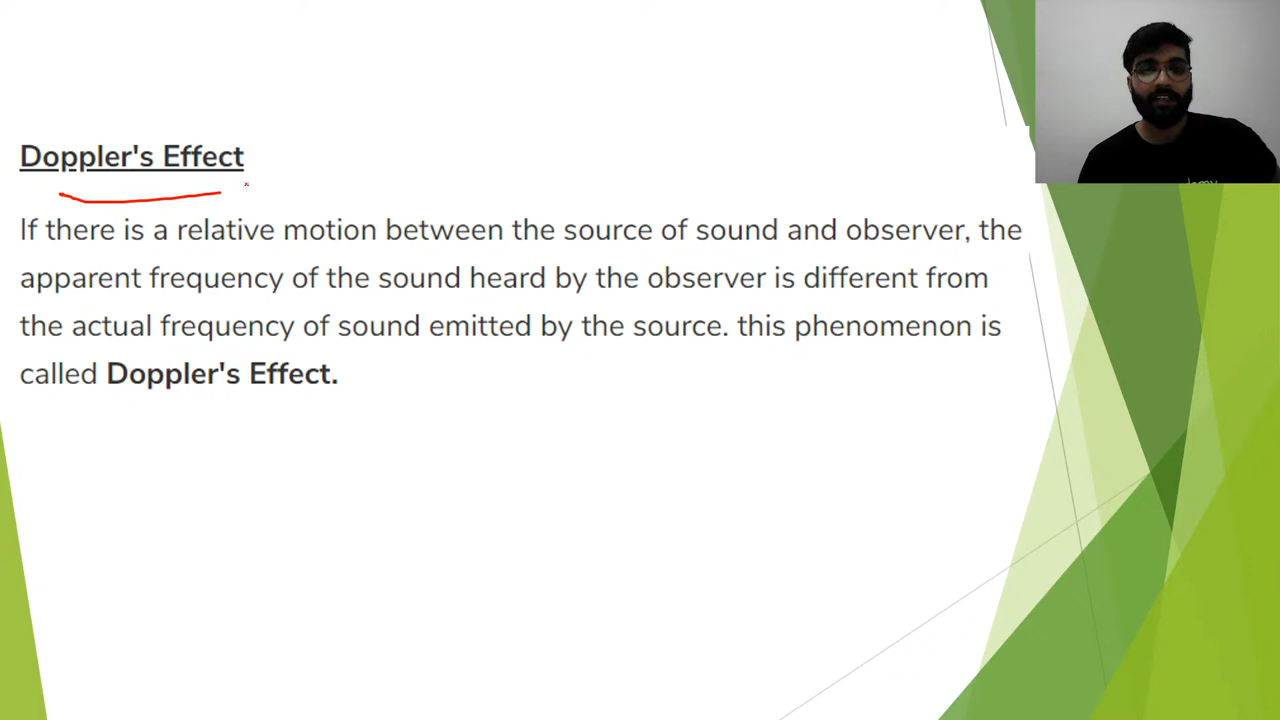 Doppler's Effect
If there is a relative motion between the source of sound and observer, the
apparent frequency of the sound heard by the observer is different from
the actual frequency of sound emitted by the source. this phenomenon is
called Doppler's Effect.